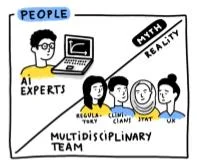 PEOPLE
MYTH
REALITY
AI
EXPERTS
REGULA-
TORY
CLINI-
CIANS
STAT
UX
MULTIDISCIPLINARY
TEAM